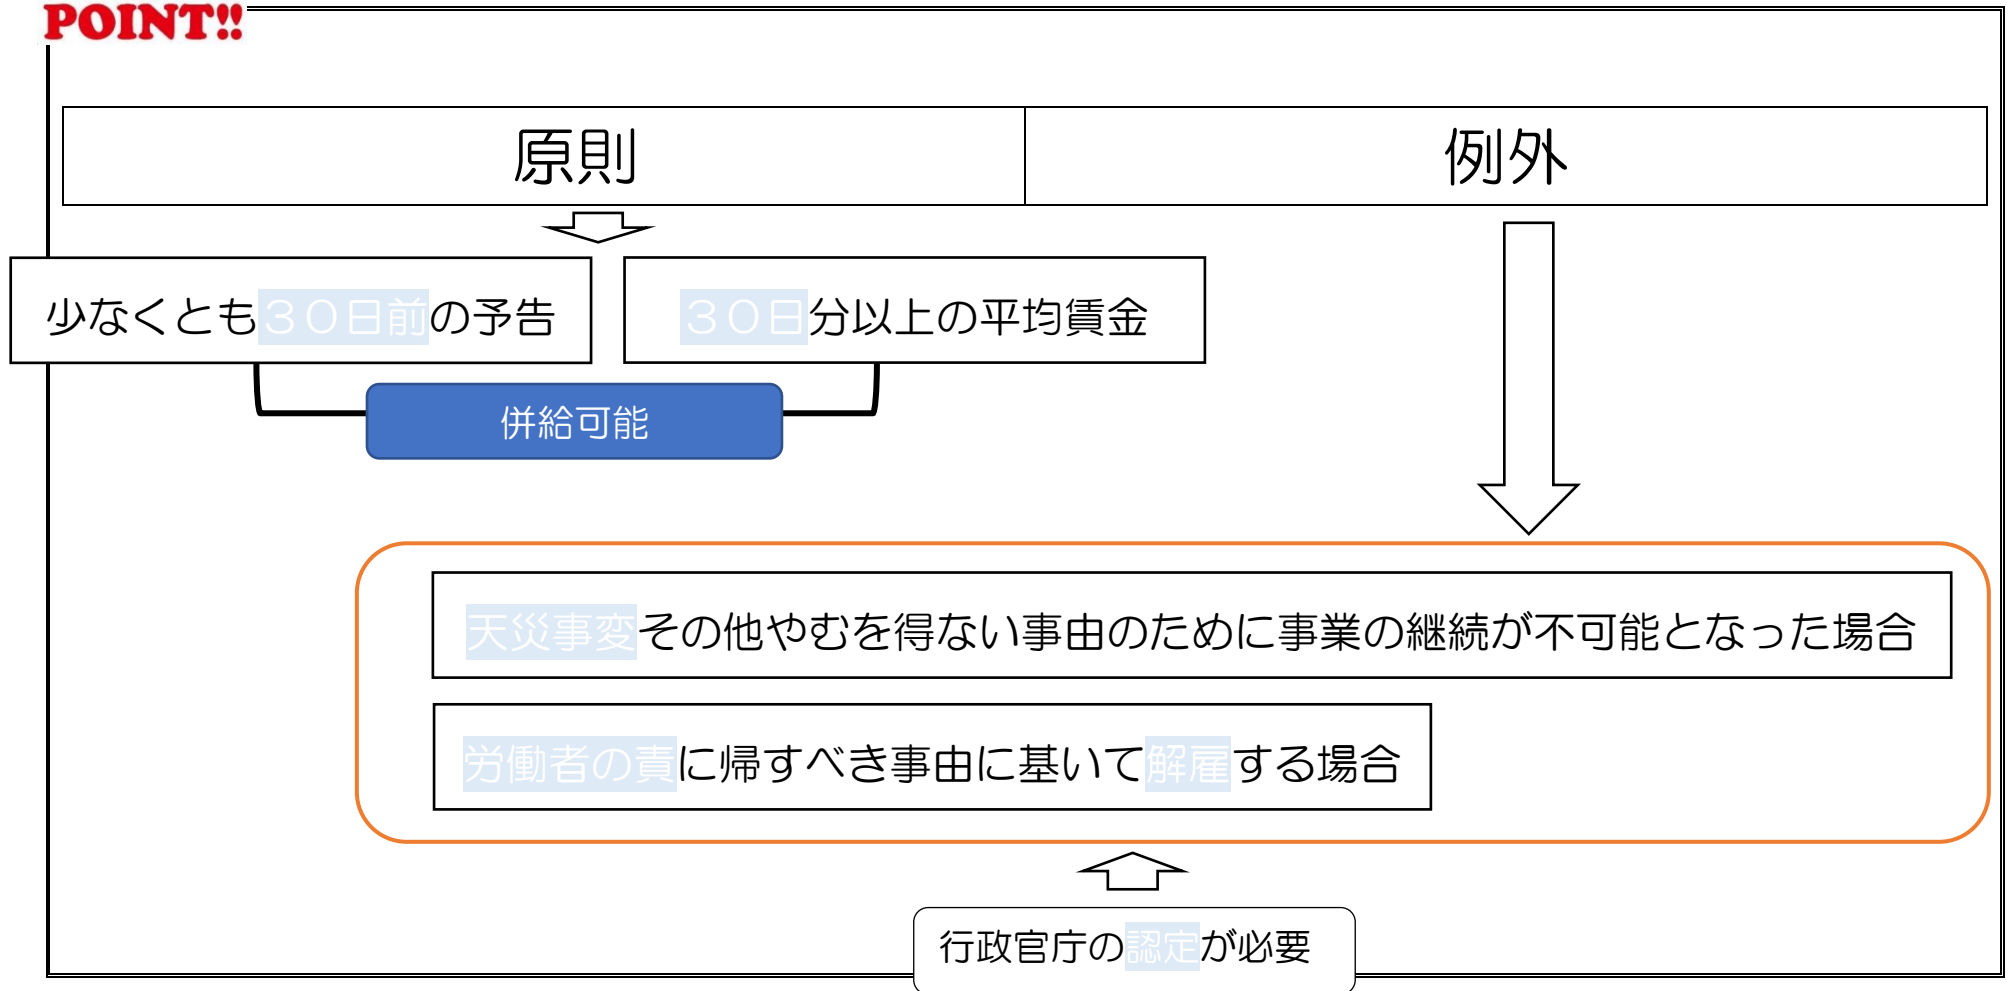 POINT!!
原則
例外
少なくとも３０日前の予告
３０日分以上の平均賃金
併給可能
天災事変その他やむを得ない事由のために事業の継続が不可能となった場合
労働者の責に帰すべき事由に基いて解雇する場合
行政官庁の認定が必要